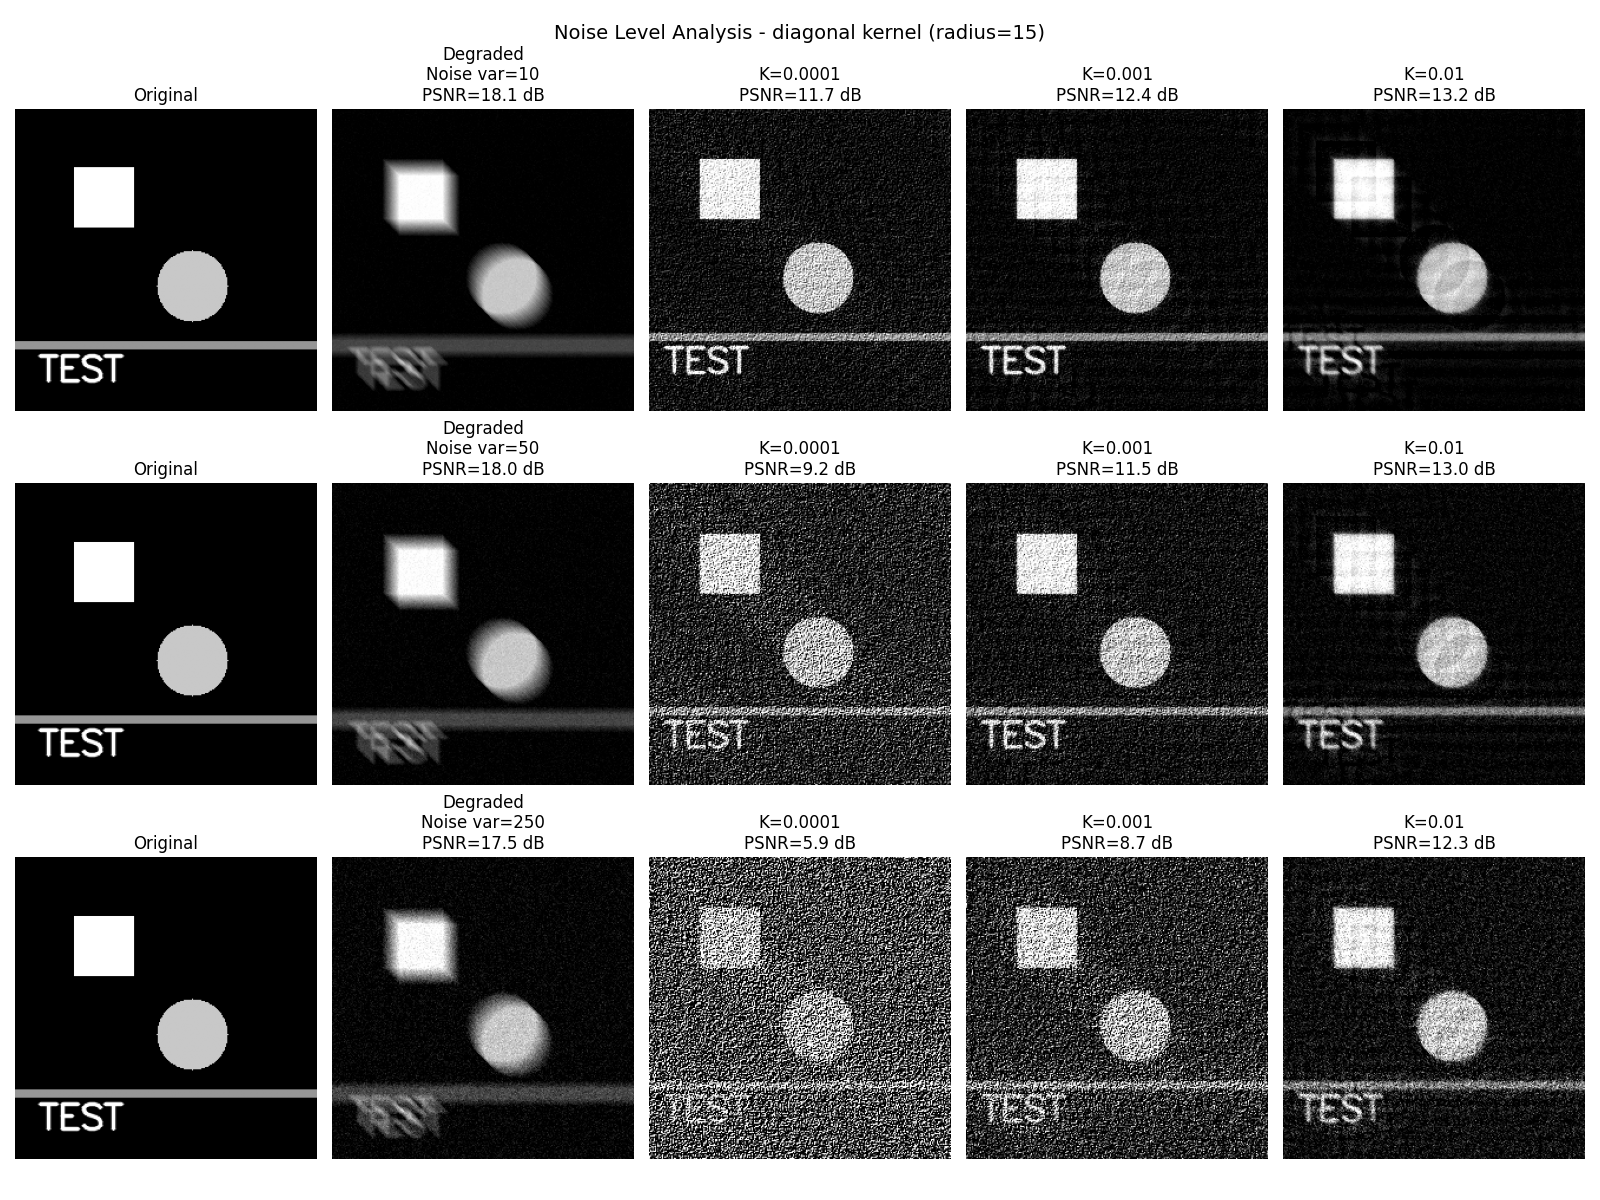 Noise Level Analysis - diagonal kernel (radius=15)
Original
Degraded
Noise var=10
PSNR=18.1 dB
K=0.0001
PSNR=11.7 dB
K=0.001
PSNR=12.4 dB
K=0.01
PSNR=13.2 dB
TEST
TEST
TEST
TEST
TEST
Original
Degraded
Noise var=50
PSNR=18.0 dB
K=0.0001
PSNR=9.2 dB
K=0.001
PSNR=11.5 dB
K=0.01
PSNR=13.0 dB
TEST
TEST
TEST
TEST
TEST
Original
Degraded
Noise var=250
PSNR=17.5 dB
K=0.0001
PSNR=5.9 dB
K=0.001
PSNR=8.7 dB
K=0.01
PSNR=12.3 dB
TEST
TEST
TEST
TEST
TEST